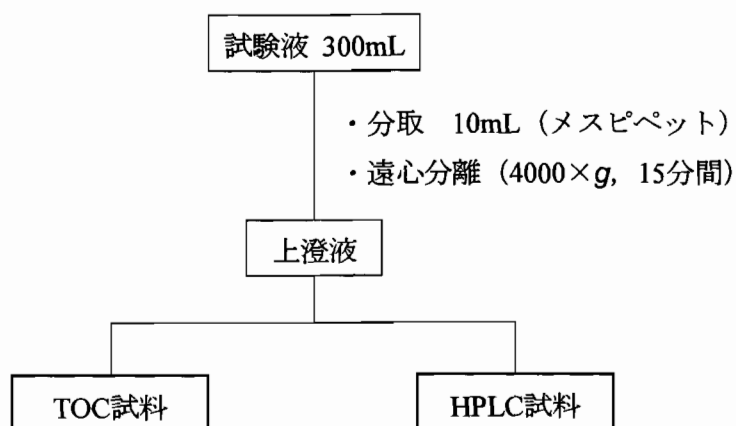 試験液 300mL
・分取　10mL（メスピペット）
・遠心分離（4000×g, 15分間）
上澄液
TOC試料
HPLC試料